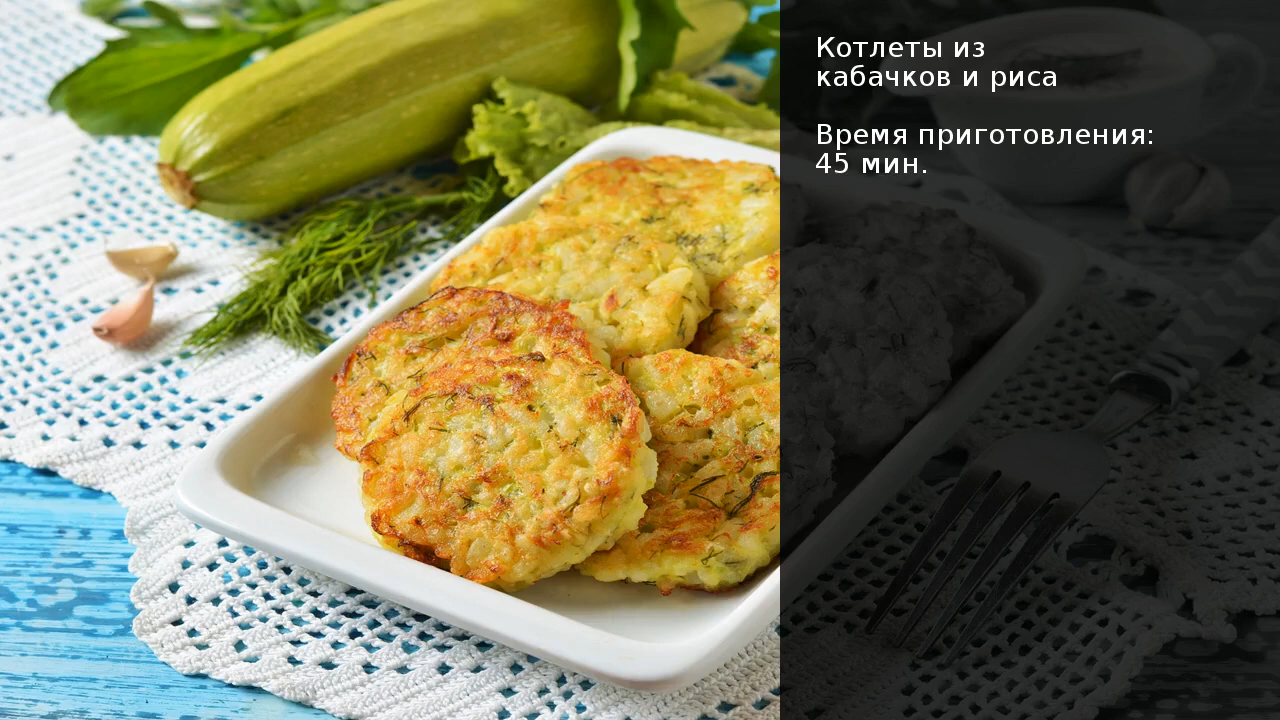 Котлеты из
кабачков и риса
Время приготовления:
45 мин.